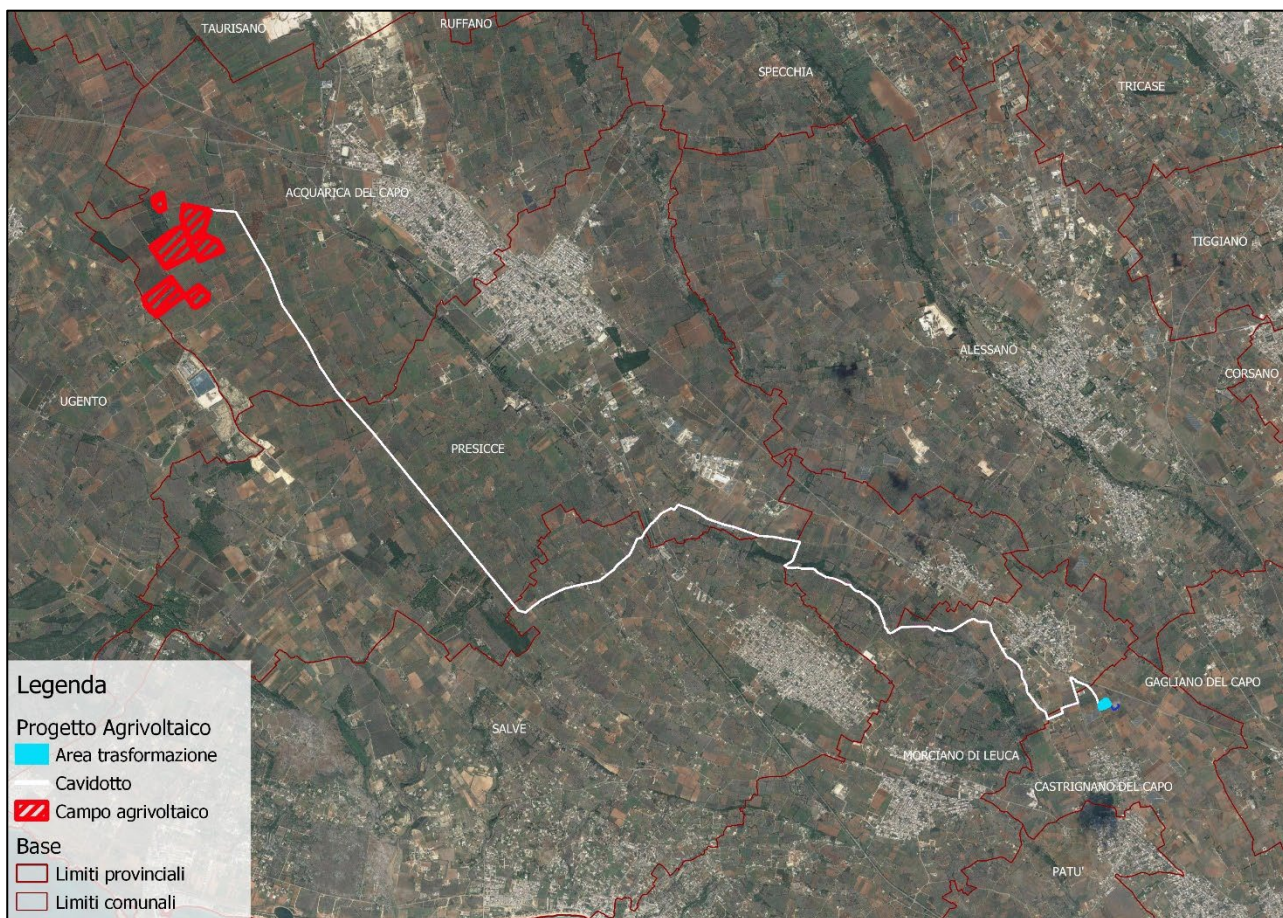 TAURISANO
RUFFANO
SPECCHIA
TRICASE
ACQUARICA DEL CAPO
TIGGIANO
ALESSANO
CORSANO
UGENTO
PRESICCE
GAGLIANO DEL CAPO
SALVE
MORCIANO DI LEUCA
CASTRIGNANO DEL CAPO
PATU'
Legenda
Progetto Agrivoltaico
Area trasformazione
Cavidotto
Campo agrivoltaico
Base
Limiti provinciali
Limiti comunali